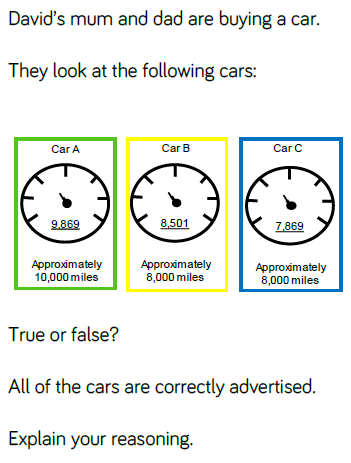 David's mum and dad are buying a car.
They look at the following cars:
Car A
9,869
Approximately
10,000 miles
Car B
8,501
Approximately
8,000 miles
Car C
7,869
Approximately
8,000 miles
True or false?
All of the cars are correctly advertised.
Explain your reasoning.